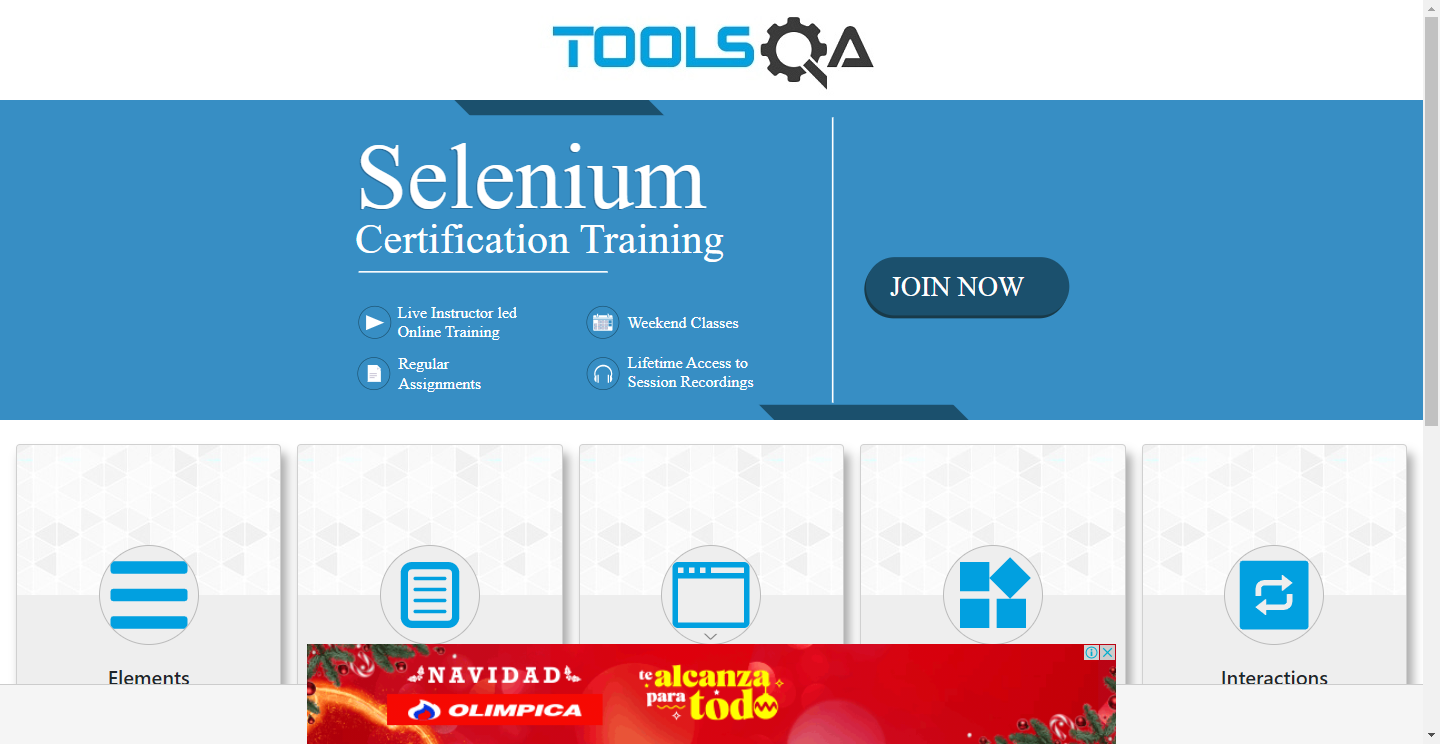 TOOLSQA
Selenium
Certification Training
Live Instructor led
Online Training
Weekend Classes
Regular
Assignments
Lifetime Access to
Session Recordings
JOIN NOW
Elements
Interactions
NAVIDAD
OLIMPICA
te alcanza
para todo